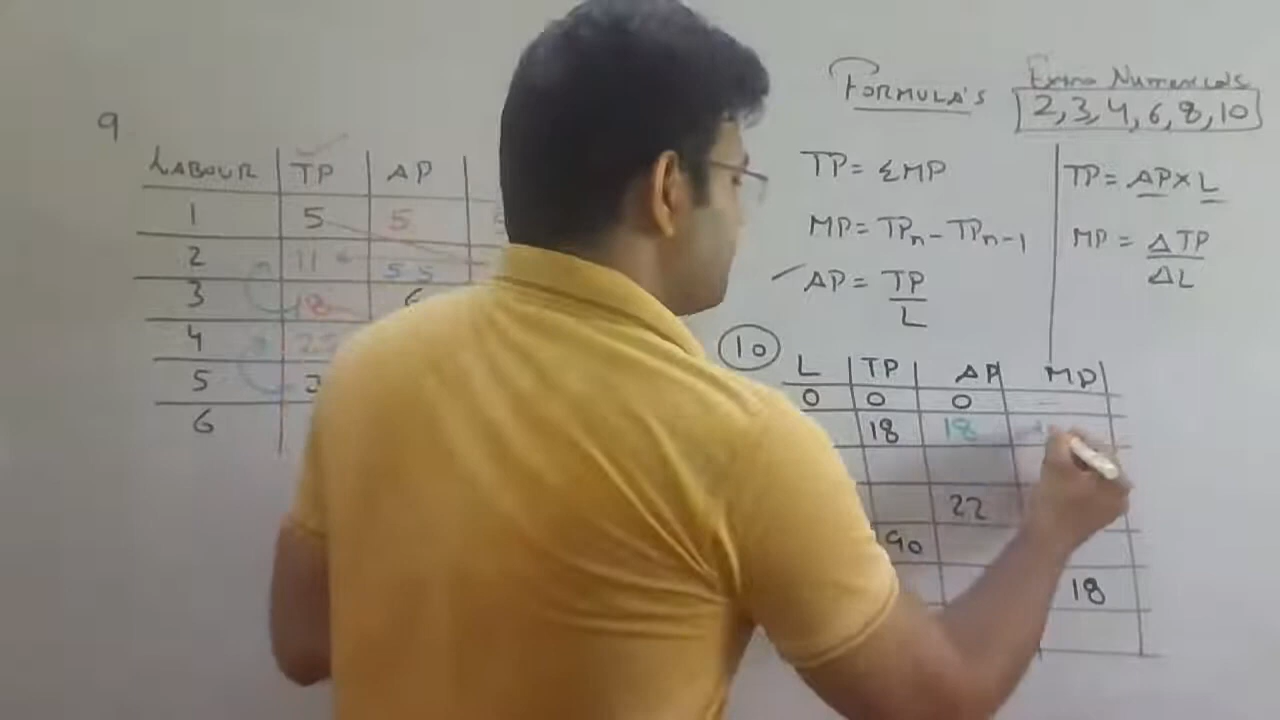 9
LABOUR TP AP
1 5 5
2 11 5 5
3 18 6
4
5
6
FORMULA'S
Extra Numericals
2, 3, 4, 6, 8, 10
TP = ΣMP
MP = TPn - TPn-1
AP = TP/L
TP = AP × L
MP = ΔTP/ΔL
10
L TP AP MP
0 0 0
18 18
22
90
18